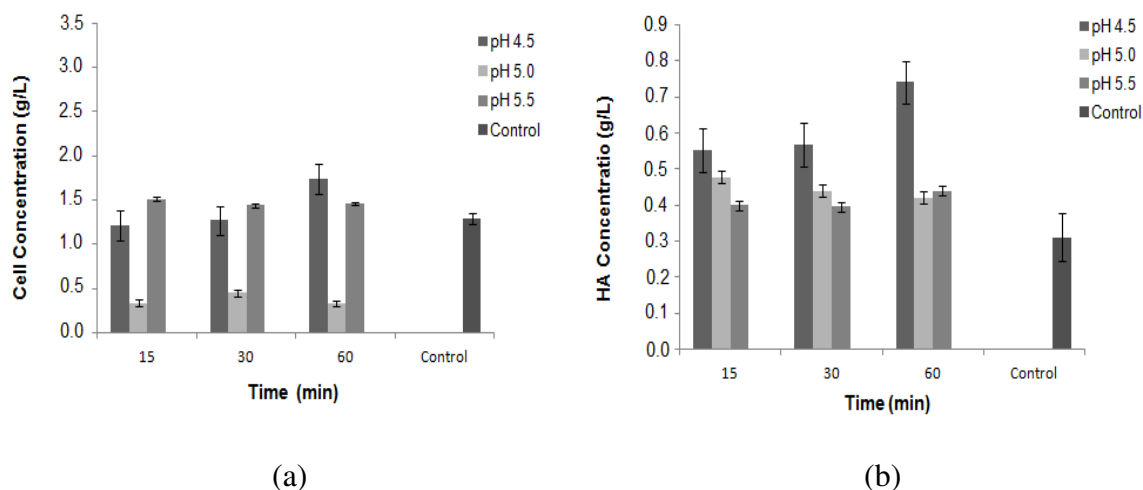 3.5
3.0
2.5
2.0
1.5
1.0
0.5
0.0
Cell Concentration (g/L)
15 30 60 Control
Time (min)
pH 4.5
pH 5.0
pH 5.5
Control
(a)
0.9
0.8
0.7
0.6
0.5
0.4
0.3
0.2
0.1
0.0
HA Concentratio (g/L)
15 30 60 Control
Time (min)
pH 4.5
pH 5.0
pH 5.5
Control
(b)